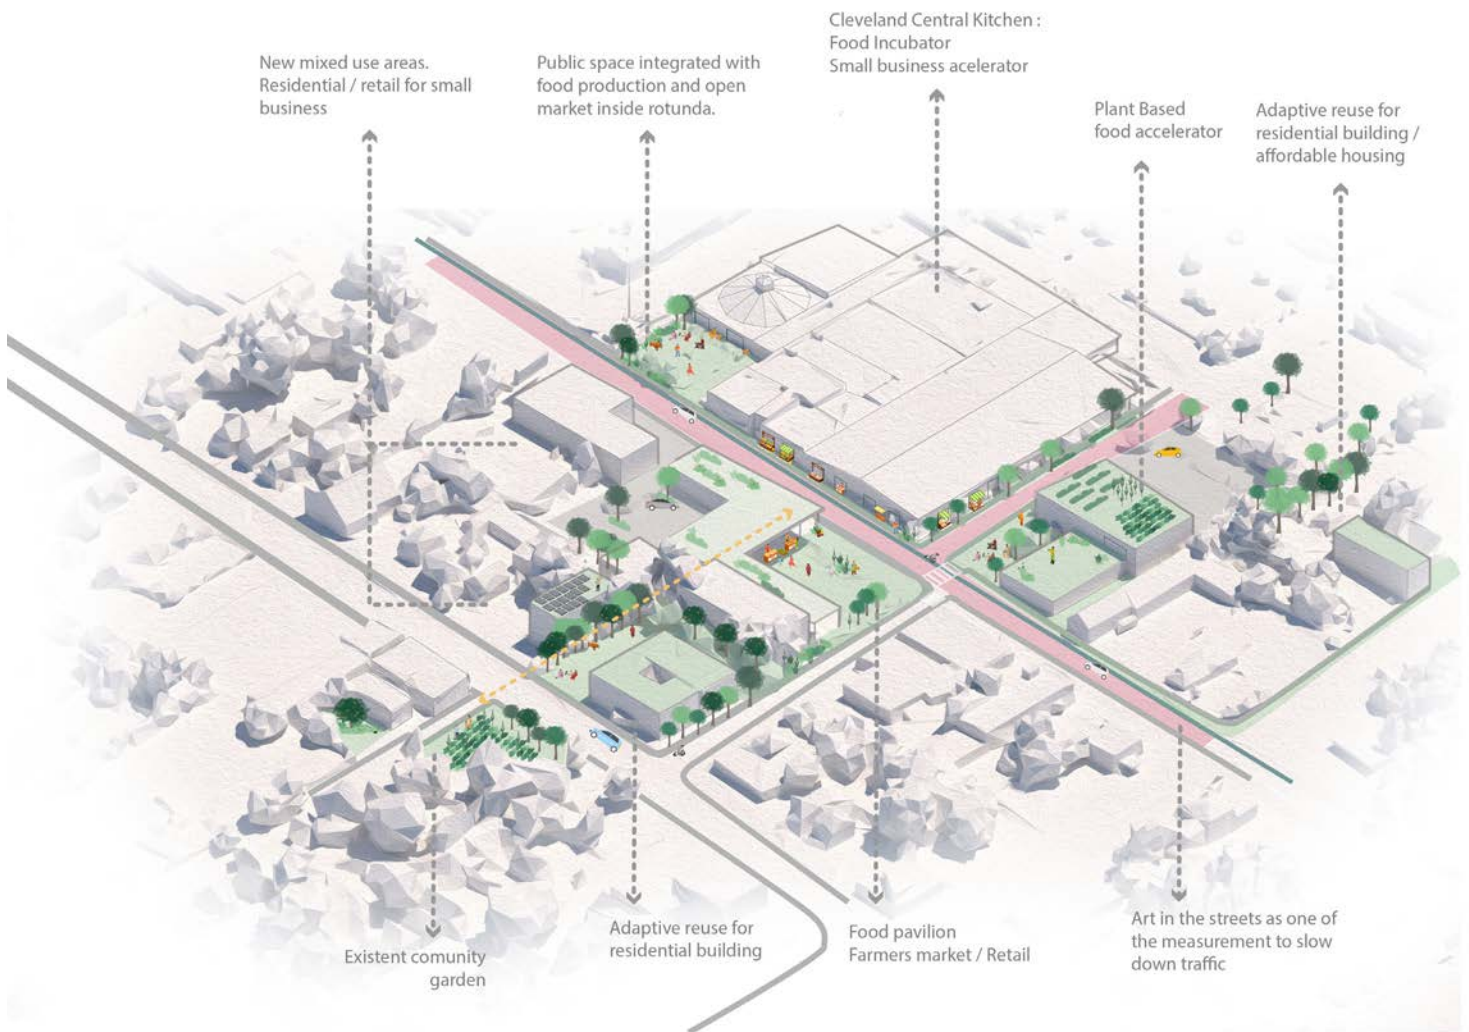 Cleveland Central Kitchen :
Food Incubator
Small business acelerator
New mixed use areas.
Residential / retail for small
business
Public space integrated with
food production and open
market inside rotunda.
Plant Based
food accelerator
Adaptive reuse for
residential building /
affordable housing
Existent comunity
garden
Adaptive reuse for
residential building
Food pavilion
Farmers market / Retail
Art in the streets as one of
the measurement to slow
down traffic